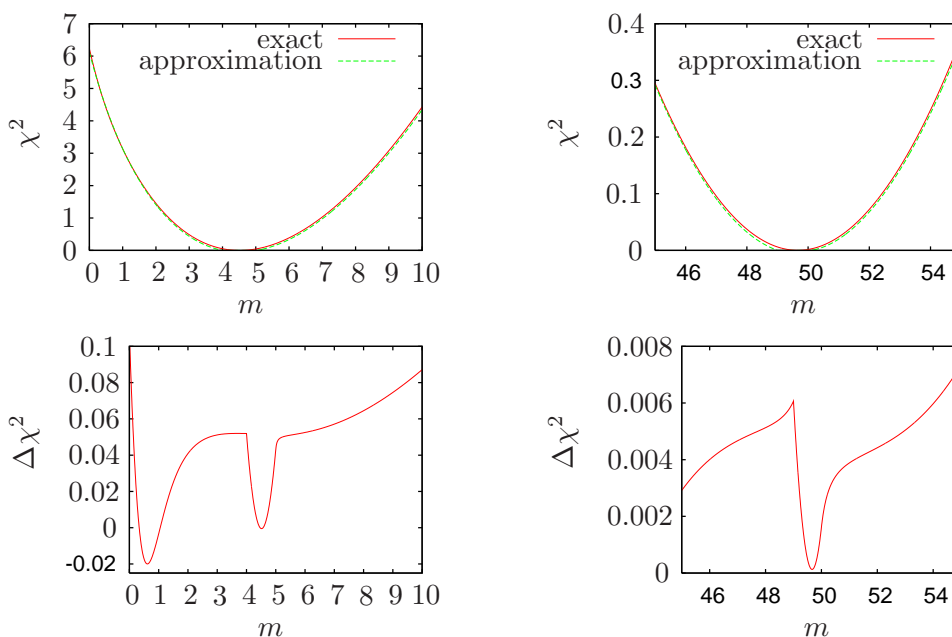 7
6
5
4
3
2
1
0
χ²
exact
approximation
0 1 2 3 4 5 6 7 8 9 10
m
0.4
0.3
0.2
0.1
0
χ²
exact
approximation
46 48 50 52 54
m
0.1
0.08
0.06
0.04
0.02
0
-0.02
Δχ²
0 1 2 3 4 5 6 7 8 9 10
m
0.008
0.006
0.004
0.002
0
Δχ²
46 48 50 52 54
m